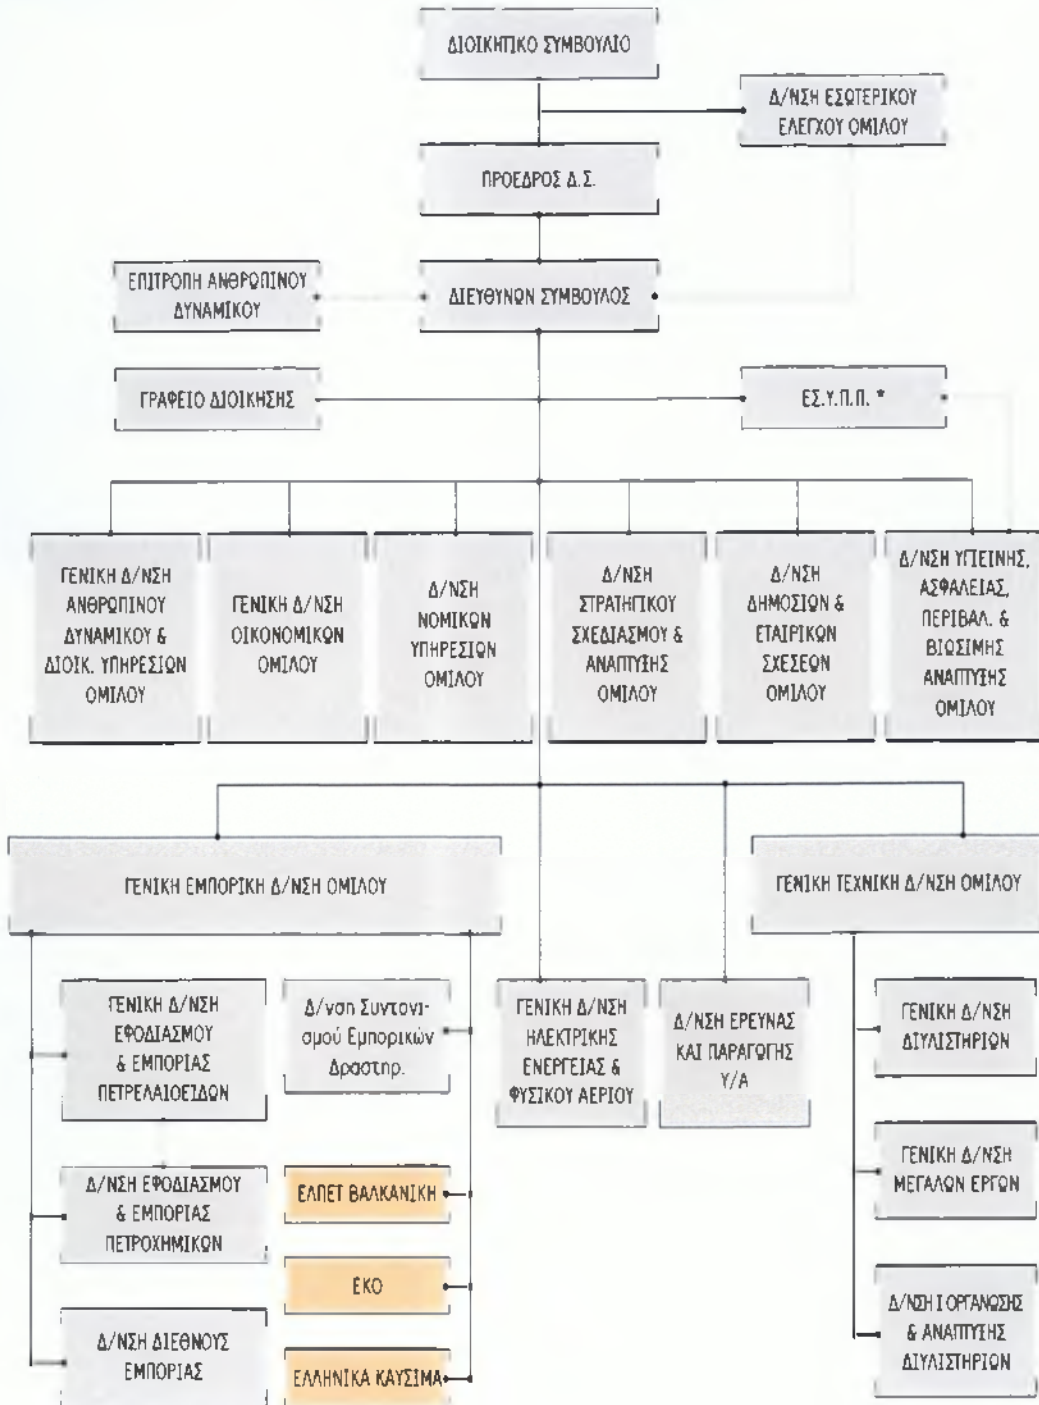 ΔΙΟΙΚΗΤΙΚΟ ΣΥΜΒΟΥΛΙΟ
Δ/ΝΣΗ ΕΣΩΤΕΡΙΚΟΥ
ΕΛΕΓΧΟΥ ΟΜΙΛΟΥ
ΠΡΟΕΔΡΟΣ Δ.Σ.
ΕΠΙΤΡΟΠΗ ΑΝΘΡΩΠΙΝΟΥ
ΔΥΝΑΜΙΚΟΥ
ΔΙΕΥΘΥΝΩΝ ΣΥΜΒΟΥΛΟΣ
ΓΡΑΦΕΙΟ ΔΙΟΙΚΗΣΗΣ
ΕΣ.Υ.Π.Π. *
ΓΕΝΙΚΗ Δ/ΝΣΗ
ΑΝΘΡΩΠΙΝΟΥ
ΔΥΝΑΜΙΚΟΥ &
ΔΙΟΙΚ. ΥΠΗΡΕΣΙΩΝ
ΟΜΙΛΟΥ
ΓΕΝΙΚΗ Δ/ΝΣΗ
ΟΙΚΟΝΟΜΙΚΩΝ
ΟΜΙΛΟΥ
Δ/ΝΣΗ
ΝΟΜΙΚΩΝ
ΥΠΗΡΕΣΙΩΝ
ΟΜΙΛΟΥ
Δ/ΝΣΗ
ΣΤΡΑΤΗΓΙΚΟΥ
ΣΧΕΔΙΑΣΜΟΥ &
ΑΝΑΠΤΥΞΗΣ
ΟΜΙΛΟΥ
Δ/ΝΣΗ
ΔΗΜΟΣΙΩΝ &
ΕΤΑΙΡΙΚΩΝ
ΣΧΕΣΕΩΝ
ΟΜΙΛΟΥ
Δ/ΝΣΗ ΥΓΙΕΙΝΗΣ,
ΑΣΦΑΛΕΙΑΣ,
ΠΕΡΙΒΑΛ. &
ΒΙΩΣΙΜΗΣ
ΑΝΑΠΤΥΞΗΣ
ΟΜΙΛΟΥ
ΓΕΝΙΚΗ ΕΜΠΟΡΙΚΗ Δ/ΝΣΗ ΟΜΙΛΟΥ
ΓΕΝΙΚΗ ΤΕΧΝΙΚΗ Δ/ΝΣΗ ΟΜΙΛΟΥ
ΓΕΝΙΚΗ Δ/ΝΣΗ
ΕΦΟΔΙΑΣΜΟΥ
& ΕΜΠΟΡΙΑΣ
ΠΕΤΡΕΛΑΙΟΕΙΔΩΝ
Δ/νση Συντονι-
σμού Εμπορικών
Δραστηρ.
ΓΕΝΙΚΗ Δ/ΝΣΗ
ΗΛΕΚΤΡΙΚΗΣ
ΕΝΕΡΓΕΙΑΣ &
ΦΥΣΙΚΟΥ ΑΕΡΙΟΥ
Δ/ΝΣΗ ΕΡΕΥΝΑΣ
ΚΑΙ ΠΑΡΑΓΩΓΗΣ
Υ/Α
ΓΕΝΙΚΗ Δ/ΝΣΗ
ΔΙΥΛΙΣΤΗΡΙΩΝ
Δ/ΝΣΗ ΕΦΟΔΙΑΣΜΟΥ
& ΕΜΠΟΡΙΑΣ
ΠΕΤΡΟΧΗΜΙΚΩΝ
ΕΛΠΕΤ ΒΑΛΚΑΝΙΚΗ
ΓΕΝΙΚΗ Δ/ΝΣΗ
ΜΕΓΑΛΩΝ ΕΡΓΩΝ
ΕΚΟ
Δ/ΝΣΗ ΔΙΕΘΝΟΥΣ
ΕΜΠΟΡΙΑΣ
ΕΛΛΗΝΙΚΑ ΚΑΥΣΙΜΑ
Δ/ΝΣΗ ΟΡΓΑΝΩΣΗΣ
& ΑΝΑΠΤΥΞΗΣ
ΔΙΥΛΙΣΤΗΡΙΩΝ